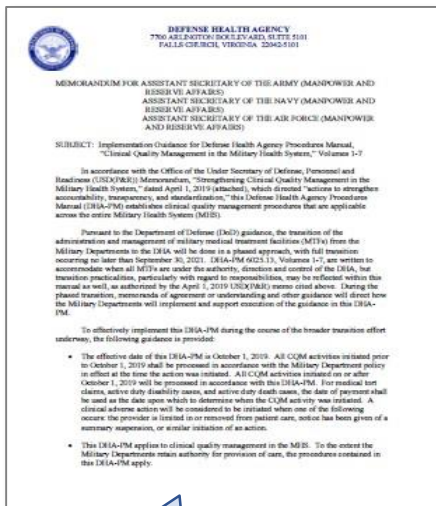 DEFENSE HEALTH AGENCY
7700 ARLINGTON BOULEVARD, SUITE 5101
FALLS CHURCH, VIRGINIA 22042-5101
MEMORANDUM FOR ASSISTANT SECRETARY OF THE ARMY (MANPOWER AND
RESERVE AFFAIRS)
ASSISTANT SECRETARY OF THE NAVY (MANPOWER AND
RESERVE AFFAIRS)
ASSISTANT SECRETARY OF THE AIR FORCE (MANPOWER
AND RESERVE AFFAIRS)
SUBJECT: Implementation Guidance for Defense Health Agency Procedures Manual,
"Clinical Quality Management in the Military Health System," Volumes 1-7
In accordance with the Office of the Under Secretary of Defense, Personnel and
Readiness (USD(P&R)) Memorandum, "Strengthening Clinical Quality Management in the
Military Health System," dated April 1, 2019 (attached), which directed "actions to strengthen
accountability, transparency, and standardization," this Defense Health Agency Procedures
Manual (DHA-PM) establishes clinical quality management procedures that are applicable
across the entire Military Health System (MHS).
Pursuant to the Department of Defense (DoD) guidance, the transition of the
administration and management of military medical treatment facilities (MTFs) from the
Military Departments to the DHA will be done in a phased approach, with full transition
occurring no later than September 30, 2021. DHA-PM 6025.13, Volumes 1-7, are written to
accommodate when all MTFs are under the authority, direction and control of the DHA, but
transition practicalities, particularly with regard to responsibilities, may be reflected within this
manual as well, as authorized by the April 1, 2019 USD(P&R) memo cited above. During the
phased transition, memoranda of agreement or understanding and other guidance will direct how
the Military Departments will implement and support execution of the guidance in this DHA-
PM.
To effectively implement this DHA-PM during the course of the broader transition effort
underway, the following guidance is provided:
• The effective date of this DHA-PM is October 1, 2019. All CQM activities initiated prior
to October 1, 2019 shall be processed in accordance with the Military Department policy
in effect at the time the action was initiated. All CQM activities initiated on or after
October 1, 2019 will be processed in accordance with this DHA-PM. For medical tort
claims, active duty disability cases, and active duty death cases, the date of payment shall
be used as the date upon which to determine when the CQM activity was initiated. A
clinical adverse action will be considered to be initiated when one of the following
occurs: the provider is limited in or removed from patient care, notice has been given of a
summary suspension, or similar initiation of an action.
• This DHA-PM applies to clinical quality management in the MHS. To the extent the
Military Departments retain authority for provision of care, the procedures contained in
this DHA-PM apply.